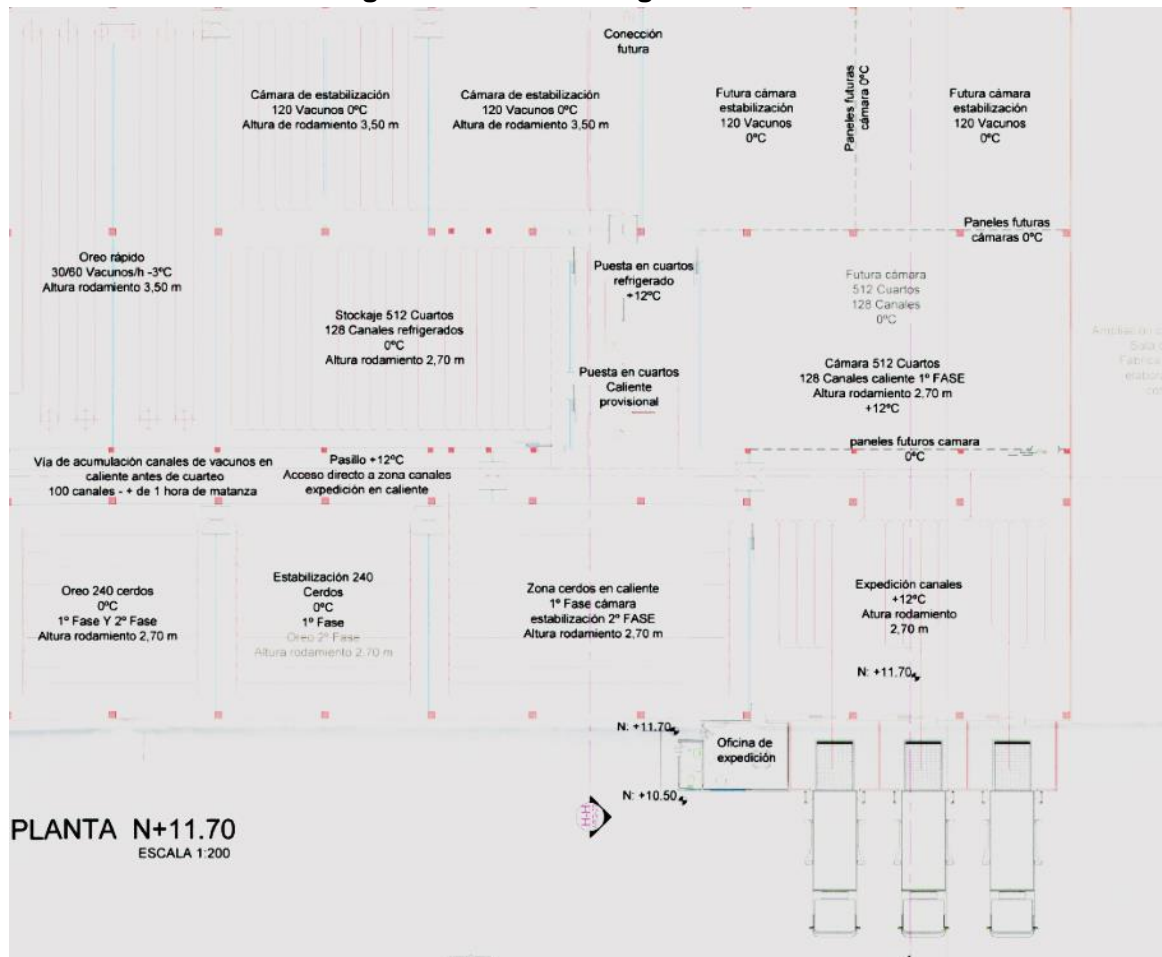 Conección
futura
Cámara de estabilización
120 Vacunos 0ºC
Altura de rodamiento 3,50 m
Cámara de estabilización
120 Vacunos 0ºC
Altura de rodamiento 3,50 m
Futura cámara
estabilización
120 Vacunos
0ºC
Paneles futuras
cámara 0ºC
Futura cámara
estabilización
120 Vacunos
0ºC
Paneles futuras
cámaras 0ºC
Oreo rápido
30/60 Vacunos/h -3ºC
Altura rodamiento 3,50 m
Stockaje 512 Cuartos
128 Canales refrigerados
0ºC
Altura rodamiento 2,70 m
Puesta en cuartos
refrigerado
+12ºC
Puesta en cuartos
Caliente
provisional
Futura cámara
512 Cuartos
128 Canales
0ºC
Cámara 512 Cuartos
128 Canales caliente 1º FASE
Altura rodamiento 2,70 m
+12ºC
paneles futuros camara
0ºC
Vía de acumulación canales de vacunos en
caliente antes de cuarteo
100 canales - + de 1 hora de matanza
Pasillo +12ºC
Acceso directo a zona canales
expedición en caliente
Oreo 240 cerdos
0ºC
1º Fase Y 2º Fase
Altura rodamiento 2,70 m
Estabilización 240
Cerdos
0ºC
1º Fase
Oreo 2º Fase
Altura rodamiento 2,70 m
Zona cerdos en caliente
1º Fase cámara
estabilización 2º FASE
Altura rodamiento 2,70 m
Expedición canales
+12ºC
Atura rodamiento
2,70 m
N: +11.70
N: +11.70
Oficina de
expedición
N: +10.50
PLANTA N+11.70
ESCALA 1:200